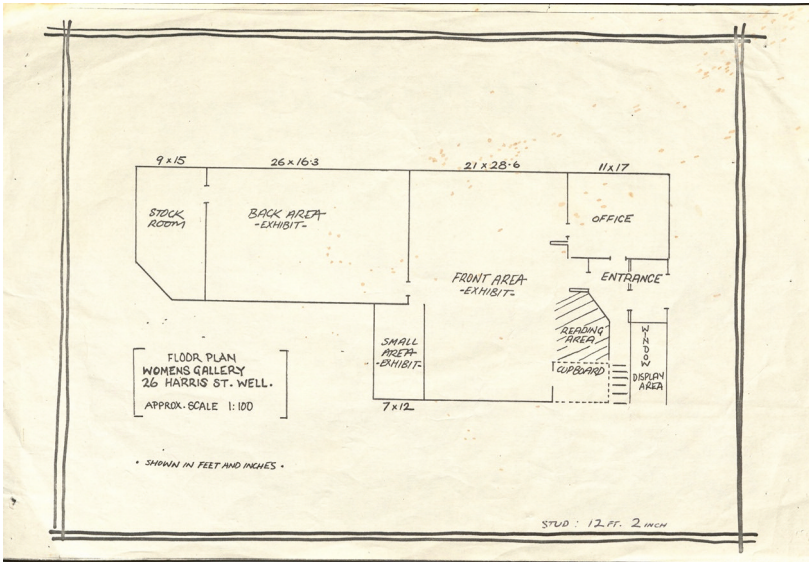 9 x 15
26 x 16·3
21 x 28·6
11 x 17
STOCK
ROOM
BACK AREA
-EXHIBIT-
OFFICE
FRONT AREA
-EXHIBIT-
ENTRANCE
READING
AREA
SMALL
AREA
-EXHIBIT-
CUPBOARD
WINDOW
DISPLAY
AREA
7 x 12
FLOOR PLAN
WOMENS GALLERY
26 HARRIS ST. WELL.
APPROX. SCALE 1:100
• SHOWN IN FEET AND INCHES •
STUD : 12 FT. 2 INCH